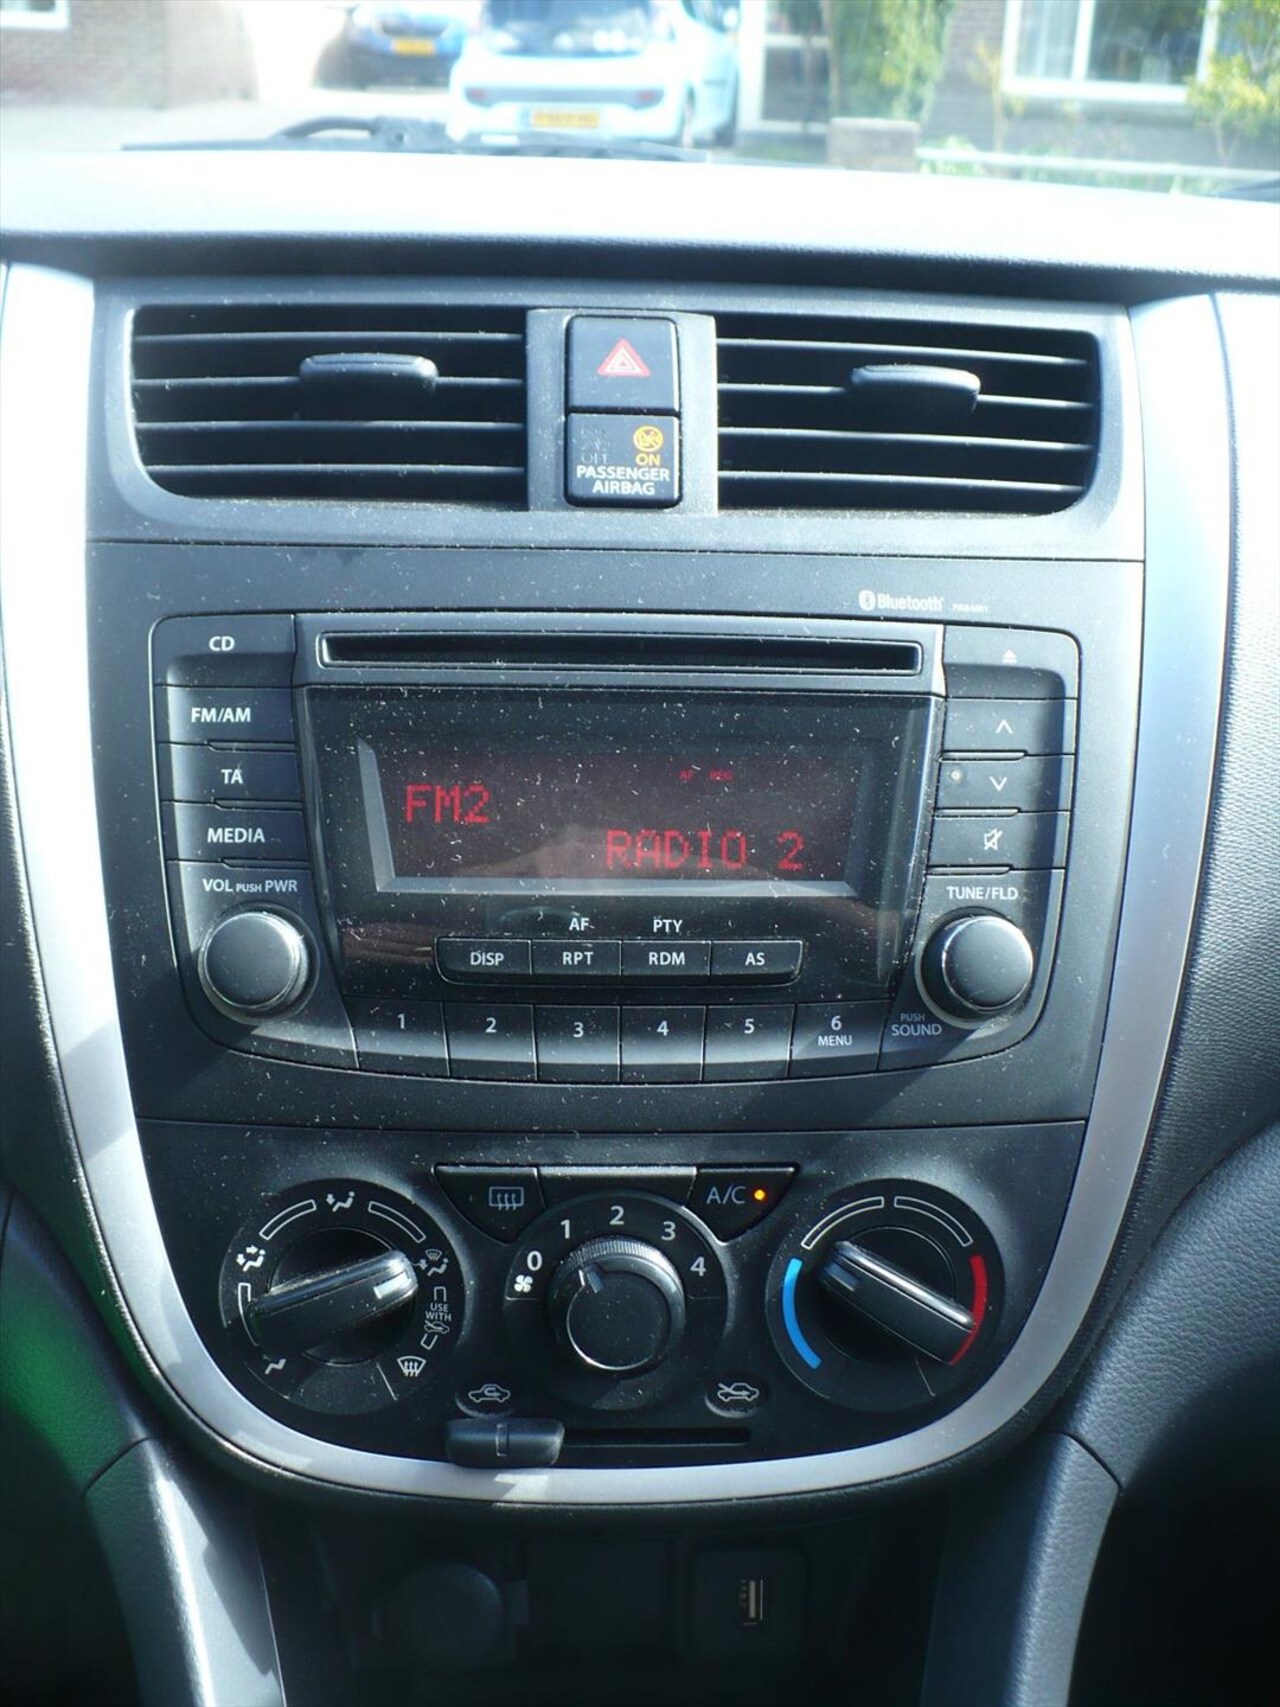 OFF ON
PASSENGER
AIRBAG
Bluetooth
CD
FM/AM
TA
MEDIA
VOL PUSH PWR
AF REG
FM2
RADIO 2
TUNE/FLD
AF PTY
DISP RPT RDM AS
1 2 3 4 5 6
MENU
PUSH
SOUND
A/C
0 1 2 3 4
USE
WITH